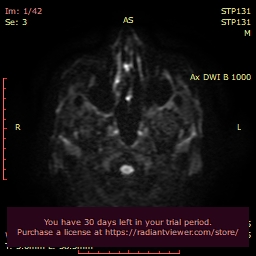 Im: 1/42
Se: 3
AS
STP131
STP131
M
Ax DWI B 1000
R
L
You have 30 days left in your trial period.
Purchase a license at https://radiantviewer.com/store/